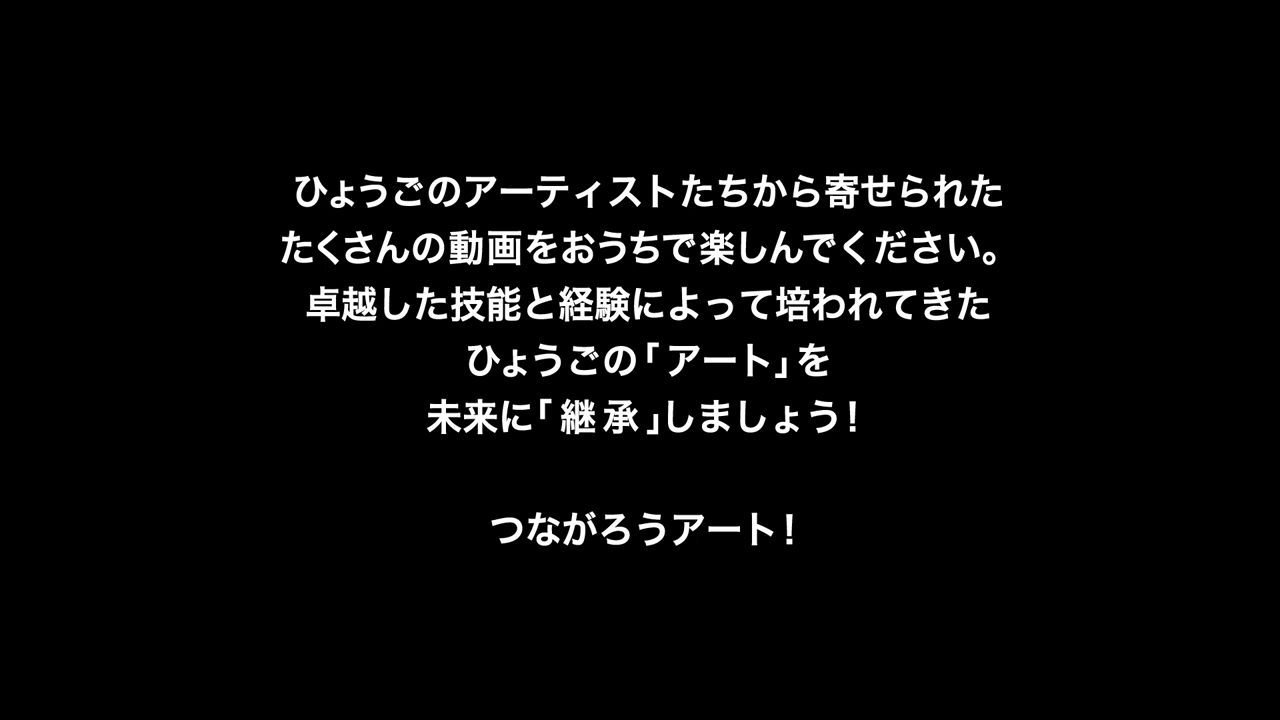 ひょうごのアーティストたちから寄せられた
たくさんの動画をおうちで楽しんでください。
卓越した技能と経験によって培われてきた
ひょうごの「アート」を
未来に「継承」しましょう！
つながろうアート！